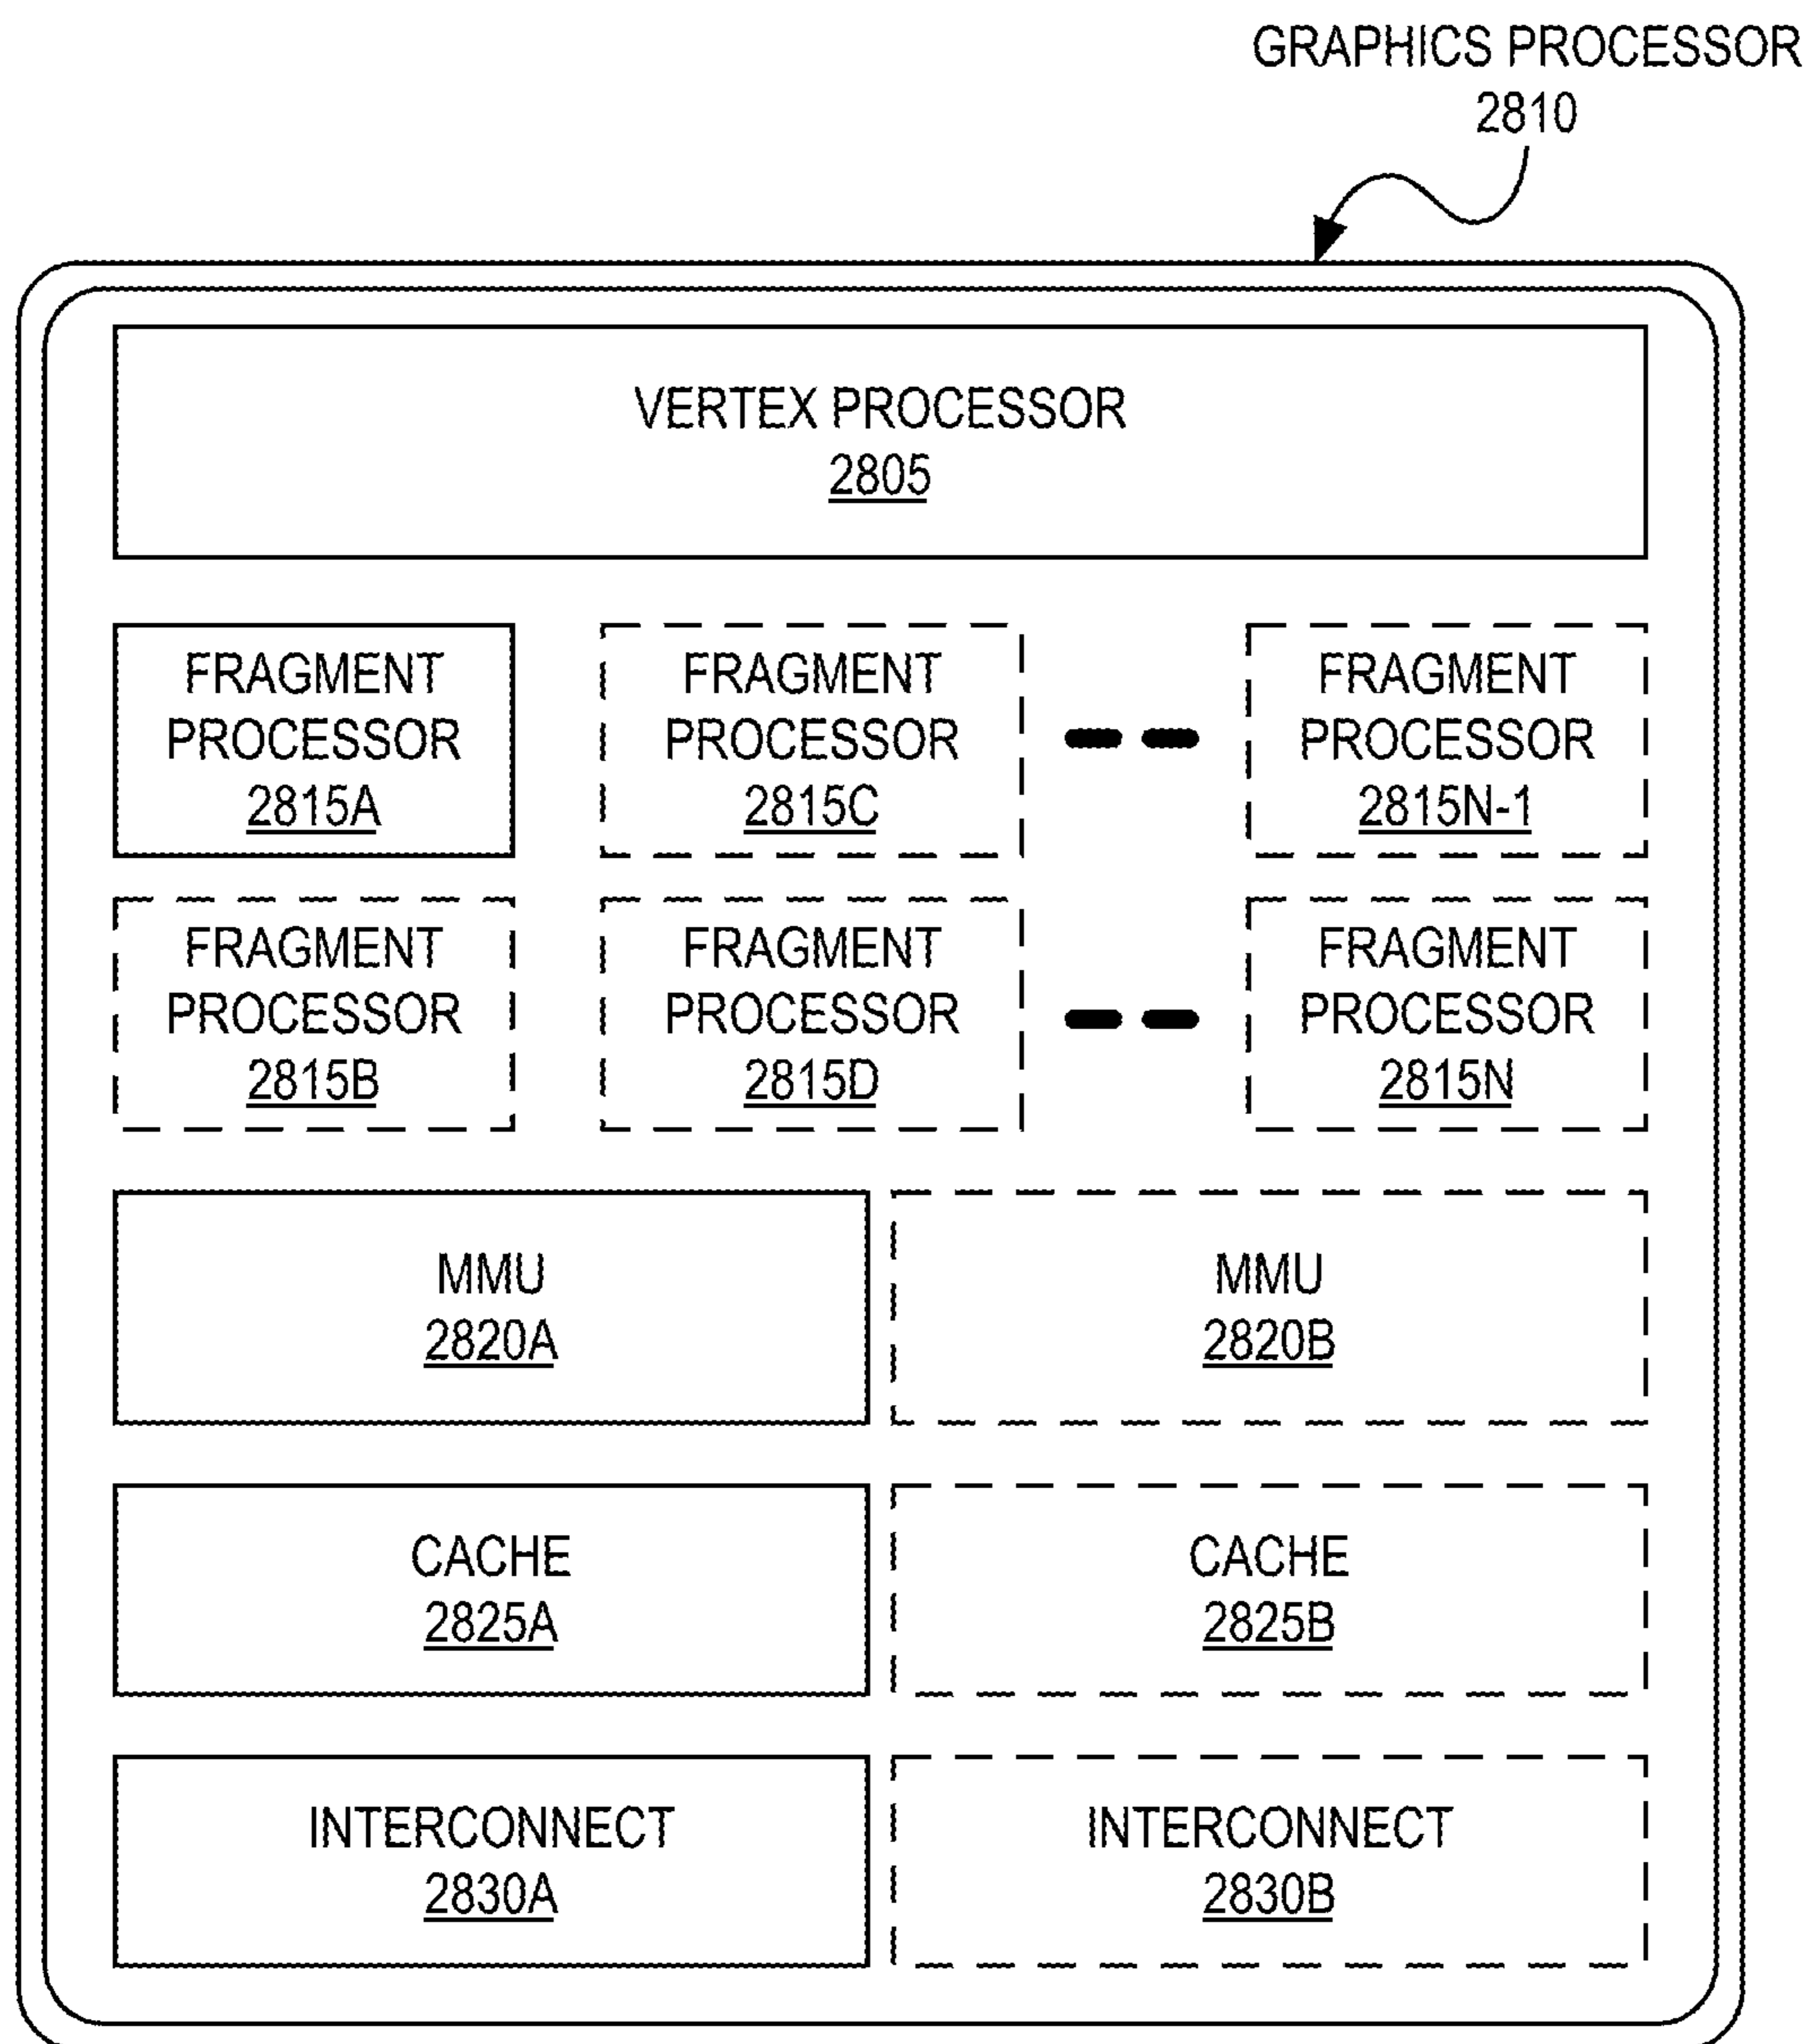 GRAPHICS PROCESSOR
2810
VERTEX PROCESSOR
2805
FRAGMENT
PROCESSOR
2815A
FRAGMENT
PROCESSOR
2815C
FRAGMENT
PROCESSOR
2815N-1
FRAGMENT
PROCESSOR
2815B
FRAGMENT
PROCESSOR
2815D
FRAGMENT
PROCESSOR
2815N
MMU
2820A
MMU
2820B
CACHE
2825A
CACHE
2825B
INTERCONNECT
2830A
INTERCONNECT
2830B